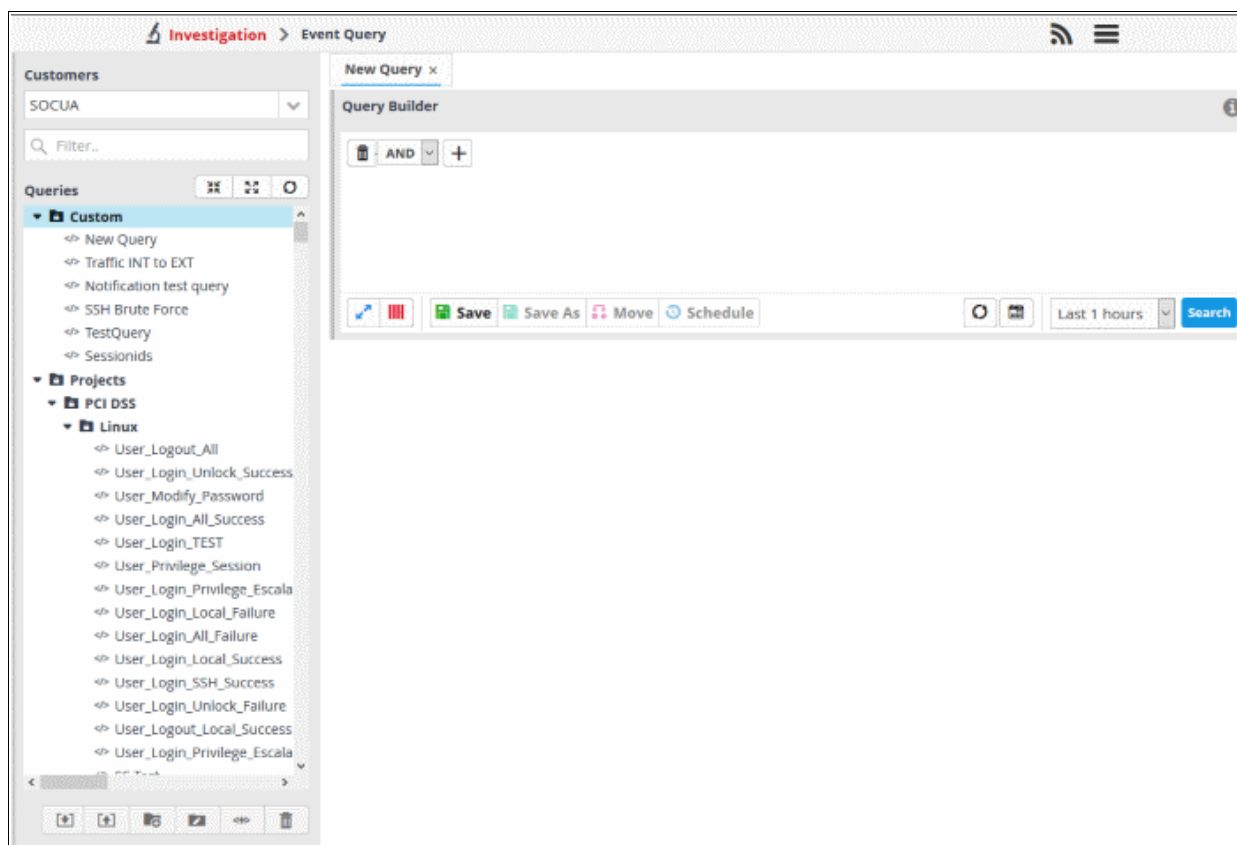 Investigation > Event Query
Customers
SOCUA
Filter..
Queries
Custom
New Query
Traffic INT to EXT
Notification test query
SSH Brute Force
TestQuery
Sessionids
Projects
PCI DSS
Linux
User_Logout_All
User_Login_Unlock_Success
User_Modify_Password
User_Login_All_Success
User_Login_TEST
User_Privilege_Session
User_Login_Privilege_Escala
User_Login_Local_Failure
User_Login_All_Failure
User_Login_Local_Success
User_Login_SSH_Success
User_Login_Unlock_Failure
User_Logout_Local_Success
User_Login_Privilege_Escala
New Query ×
Query Builder
AND
Save Save As Move Schedule
Last 1 hours Search